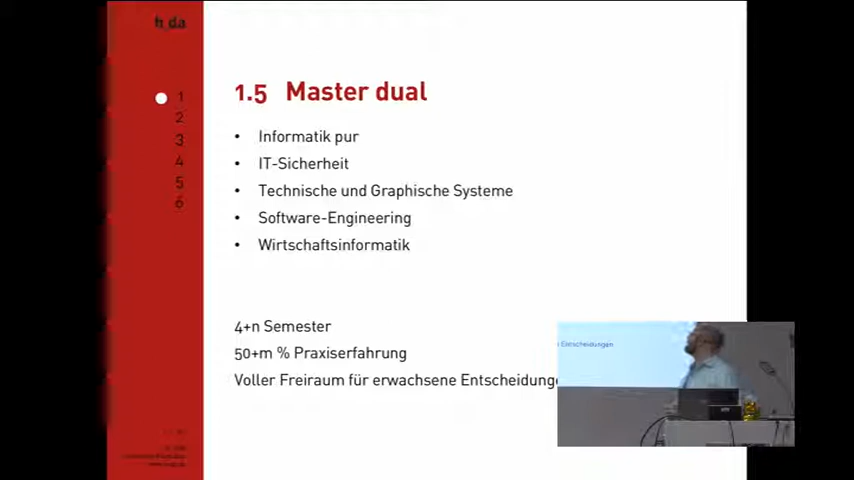 h_da
1
2
3
4
5
6
1.5 Master dual
• Informatik pur
• IT-Sicherheit
• Technische und Graphische Systeme
• Software-Engineering
• Wirtschaftsinformatik
4+n Semester
50+m % Praxiserfahrung
Voller Freiraum für erwachsene Entscheidunge
Entscheidungen